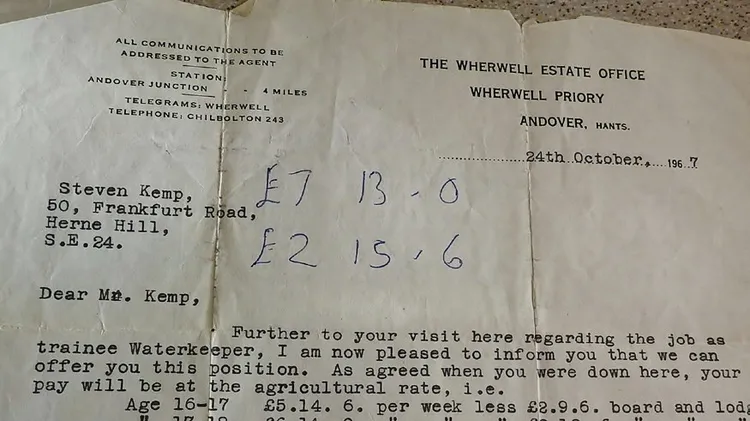 ALL COMMUNICATIONS TO BE
ADDRESSED TO THE AGENT
STATION:
ANDOVER JUNCTION - - 4 MILES
TELEGRAMS: WHERWELL
TELEPHONE: CHILBOLTON 243
THE WHERWELL ESTATE OFFICE
WHERWELL PRIORY
ANDOVER, HANTS.
24th October, 1967
Steven Kemp,
50, Frankfurt Road,
Herne Hill,
S.E.24.
£7 13 . 0
£2 15 . 6
Dear Mr. Kemp,
Further to your visit here regarding the job as
trainee Waterkeeper, I am now pleased to inform you that we can
offer you this position. As agreed when you were down here, your
pay will be at the agricultural rate, i.e.
Age 16-17 £5.14. 6. per week less £2.9.6. board and lodg
" 17-18